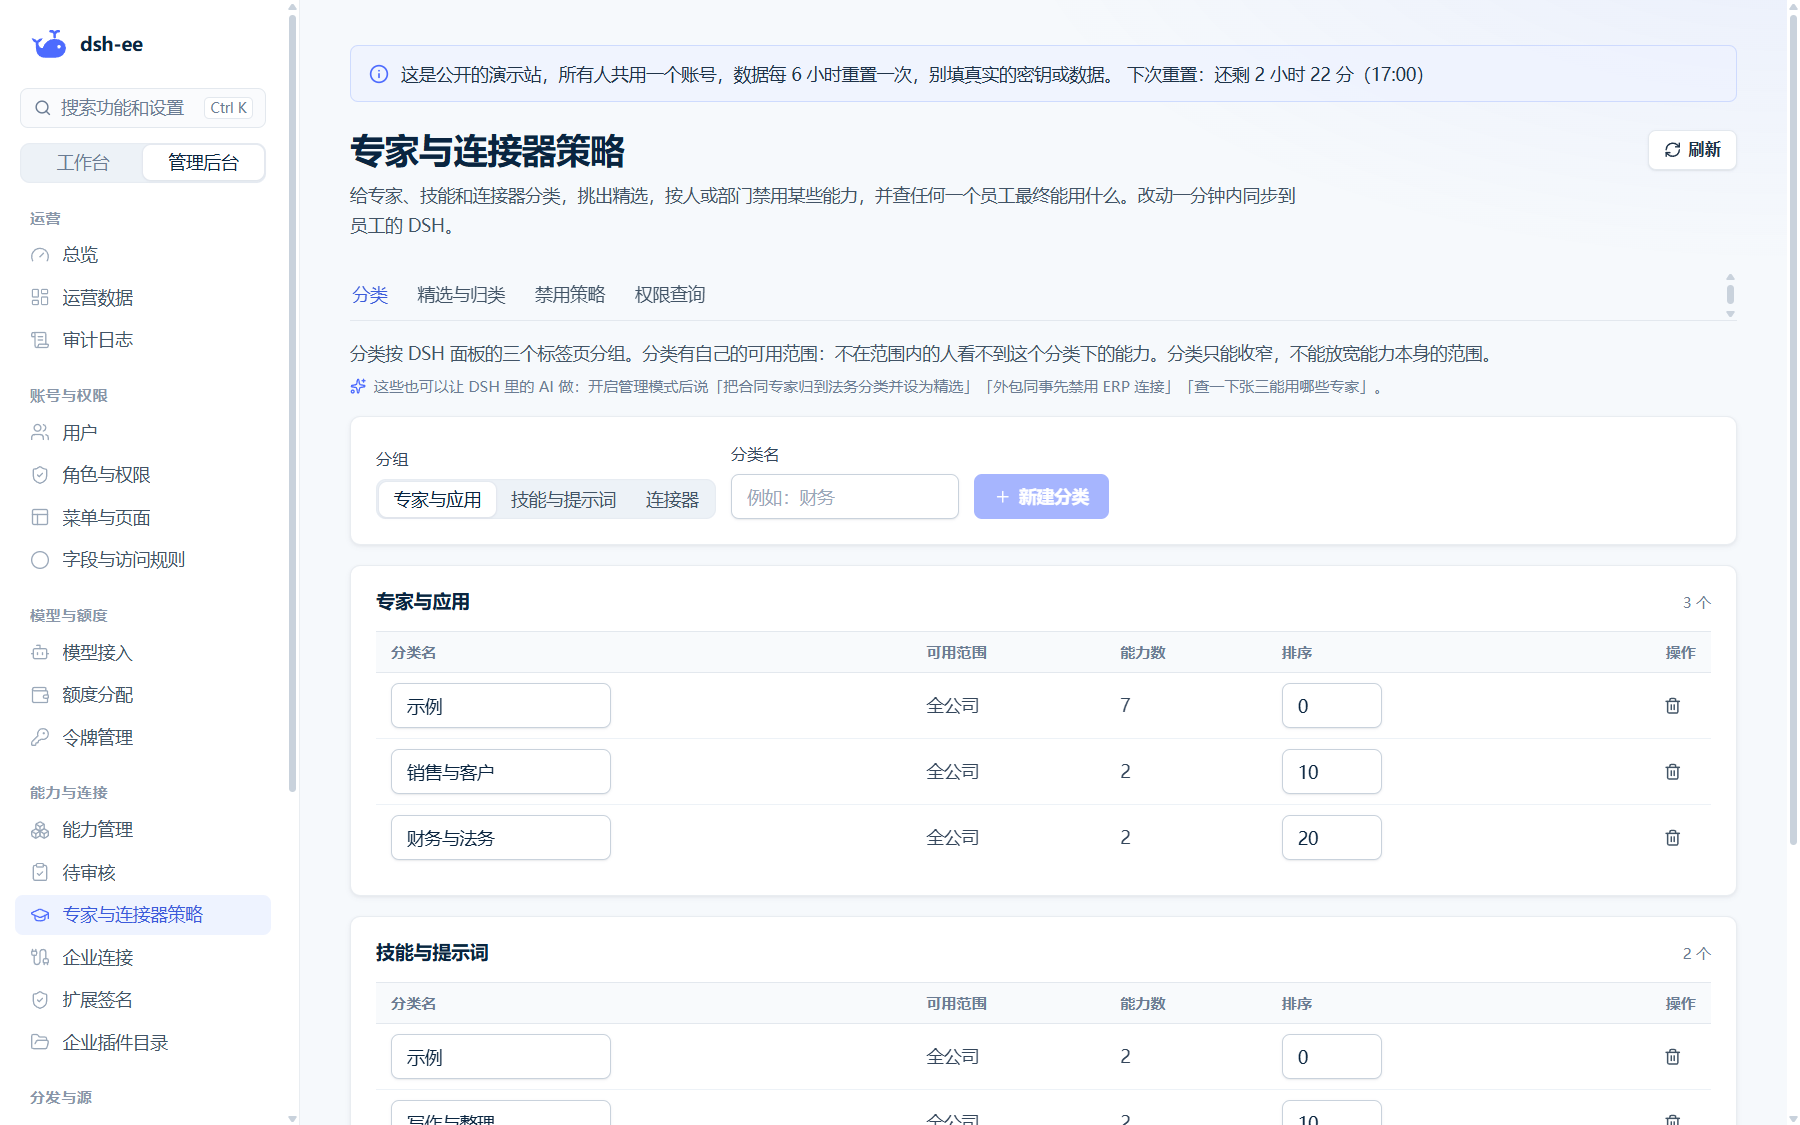 dsh-ee
搜索功能和设置 Ctrl K
工作台 管理后台
运营
总览
运营数据
审计日志
账号与权限
用户
角色与权限
菜单与页面
字段与访问规则
模型与额度
模型接入
额度分配
令牌管理
能力与连接
能力管理
待审核
专家与连接器策略
企业连接
扩展签名
企业插件目录
分发与源
这是公开的演示站，所有人共用一个账号，数据每 6 小时重置一次，别填真实的密钥或数据。 下次重置：还剩 2 小时 22 分（17:00）
专家与连接器策略
刷新
给专家、技能和连接器分类，挑出精选，按人或部门禁用某些能力，并查任何一个员工最终能用什么。改动一分钟内同步到
员工的 DSH。
分类 精选与归类 禁用策略 权限查询
分类按 DSH 面板的三个标签页分组。分类有自己的可用范围：不在范围内的人看不到这个分类下的能力。分类只能收窄，不能放宽能力本身的范围。
这些也可以让 DSH 里的 AI 做：开启管理模式后说「把合同专家归到法务分类并设为精选」「外包同事先禁用 ERP 连接」「查一下张三能用哪些专家」。
分组
专家与应用 技能与提示词 连接器
分类名
例如：财务
新建分类
专家与应用 3 个
分类名 可用范围 能力数 排序 操作
示例 全公司 7 0
销售与客户 全公司 2 10
财务与法务 全公司 2 20
技能与提示词 2 个
分类名 可用范围 能力数 排序 操作
示例 全公司 2 0
写作与整理 全公司 2 10